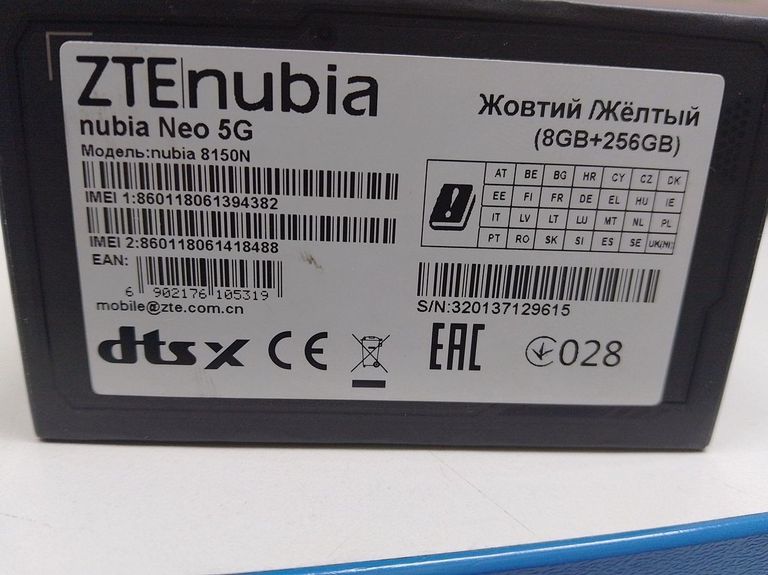 ZTE|nubia
nubia Neo 5G
Модель:nubia 8150N
IMEI 1:860118061394382
IMEI 2:860118061418488
EAN:
6 902176 105319
mobile@zte.com.cn
Жовтий /Жёлтый
(8GB+256GB)
AT BE BG HR CY CZ DK
EE FI FR DE EL HU IE
IT LV LT LU MT NL PL
PT RO SK SI ES SE UK(NI)
S/N:320137129615
dts x CE EAC 028